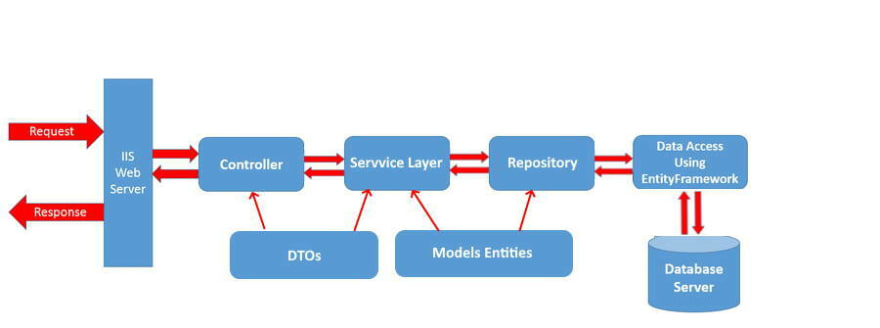 Request
Response
IIS
Web
Server
Controller
Servvice Layer
Repository
Data Access
Using
EntityFramework
DTOs
Models Entities
Database
Server